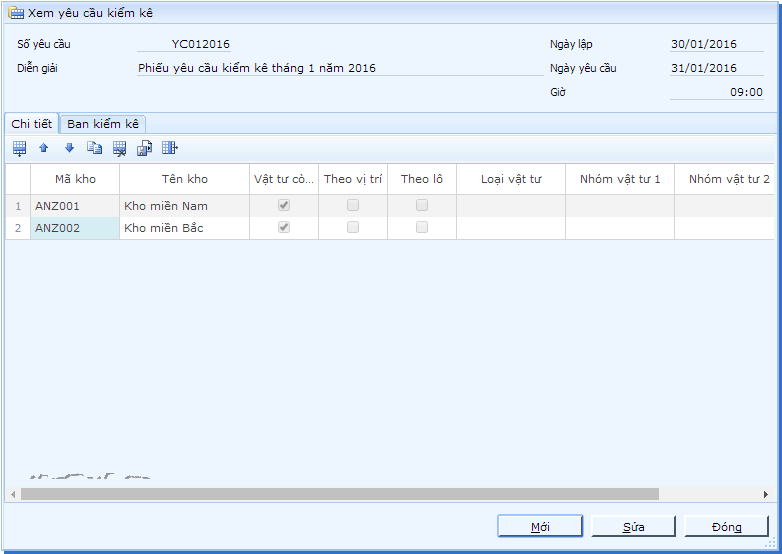 Xem yêu cầu kiểm kê
Số yêu cầu YC012016 Ngày lập 30/01/2016
Diễn giải Phiếu yêu cầu kiểm kê tháng 1 năm 2016 Ngày yêu cầu 31/01/2016
Giờ 09:00
Chi tiết Ban kiểm kê
Mã kho Tên kho Vật tư cò... Theo vị trí Theo lô Loại vật tư Nhóm vật tư 1 Nhóm vật tư 2
1 ANZ001 Kho miền Nam
2 ANZ002 Kho miền Bắc
Mới Sửa Đóng